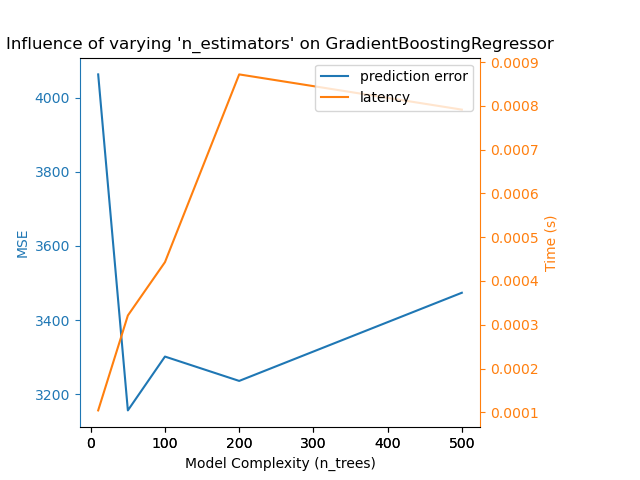 Influence of varying 'n_estimators' on GradientBoostingRegressor
prediction error
latency
4000
3800
3600
3400
3200
MSE
0.0009
0.0008
0.0007
0.0006
0.0005
0.0004
0.0003
0.0002
0.0001
Time (s)
0 100 200 300 400 500
Model Complexity (n_trees)